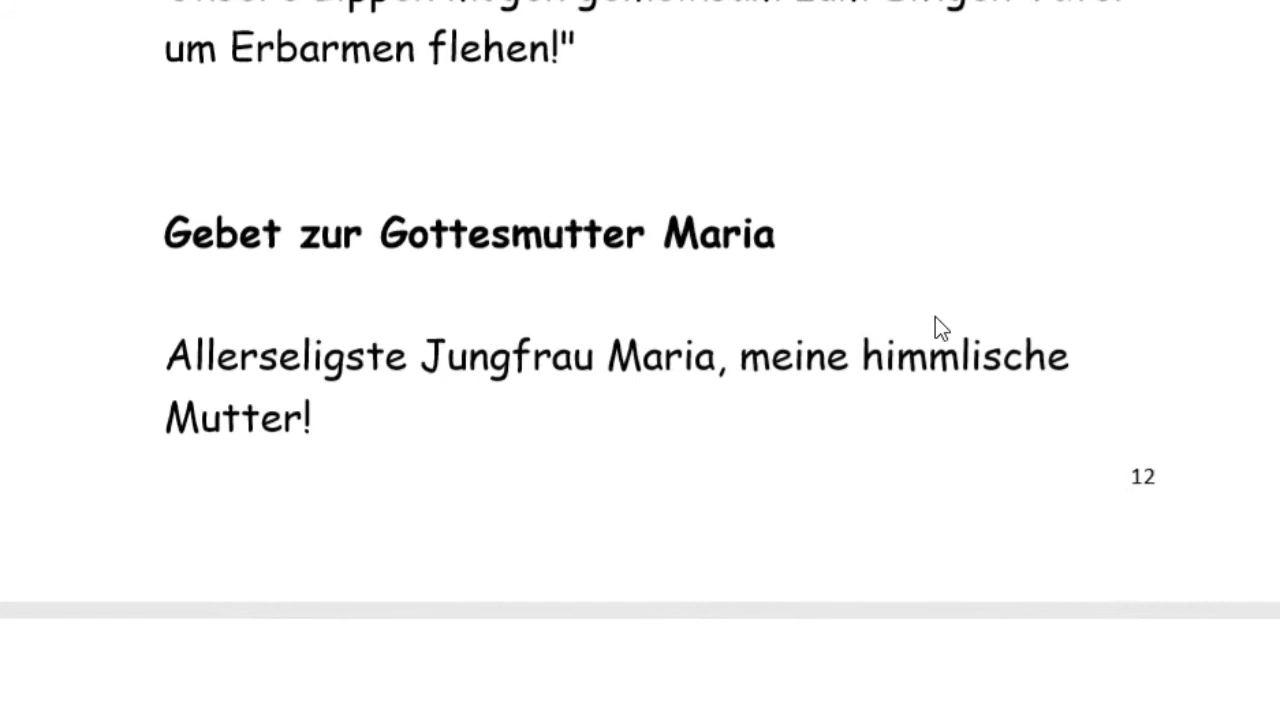 um Erbarmen flehen!"
Gebet zur Gottesmutter Maria
Allerseligste Jungfrau Maria, meine himmlische
Mutter!
12